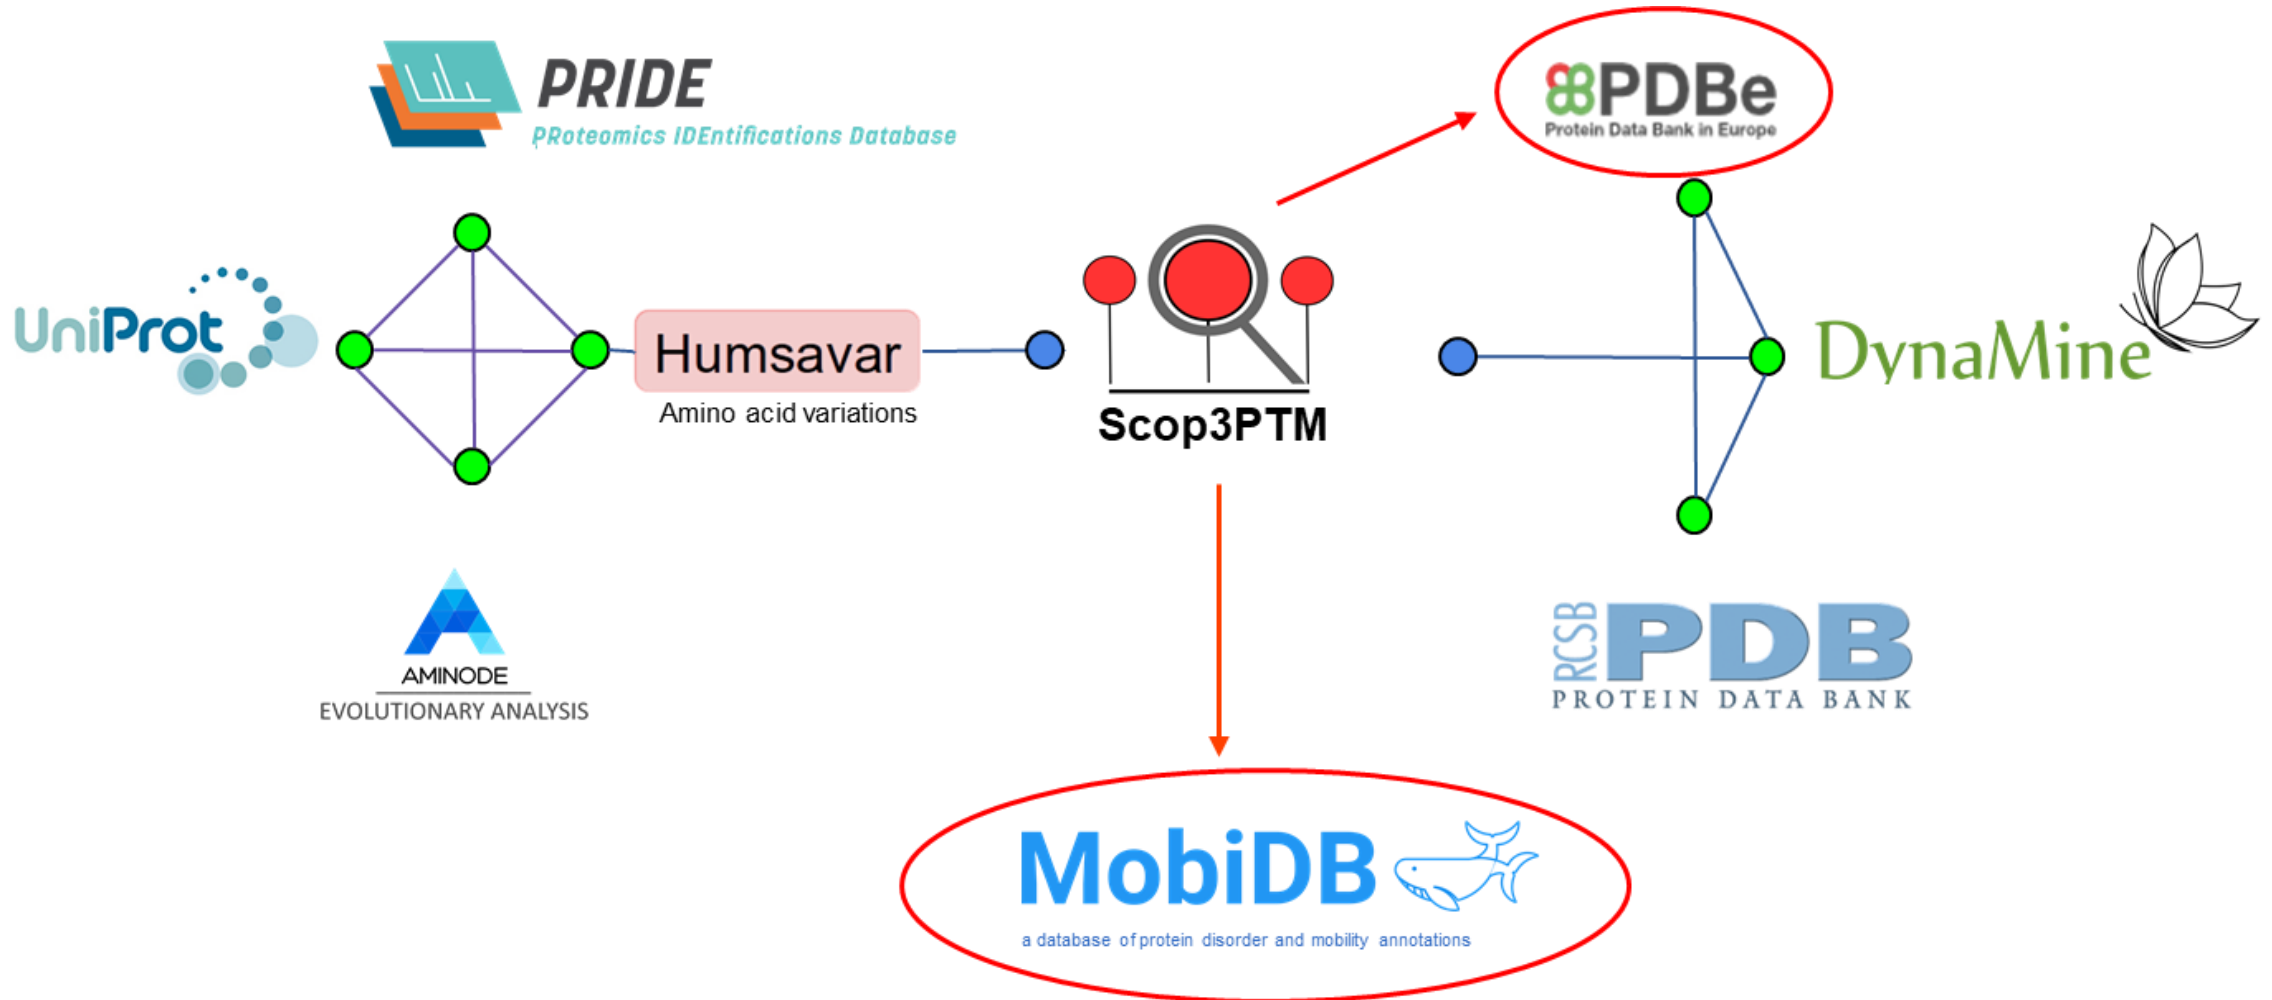 PRIDE
PRoteomics IDEntifications Database
PDBe
Protein Data Bank in Europe
UniProt
Humsavar
Amino acid variations
Scop3PTM
DynaMine
AMINODE
EVOLUTIONARY ANALYSIS
RCSB PDB
PROTEIN DATA BANK
MobiDB
a database of protein disorder and mobility annotations